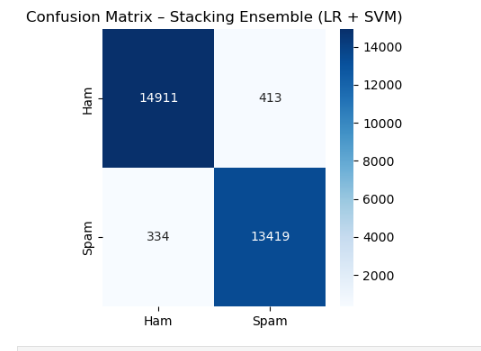 Confusion Matrix – Stacking Ensemble (LR + SVM)
14000
Ham
14911
413
12000
10000
8000
6000
Spam
334
13419
4000
2000
Ham
Spam